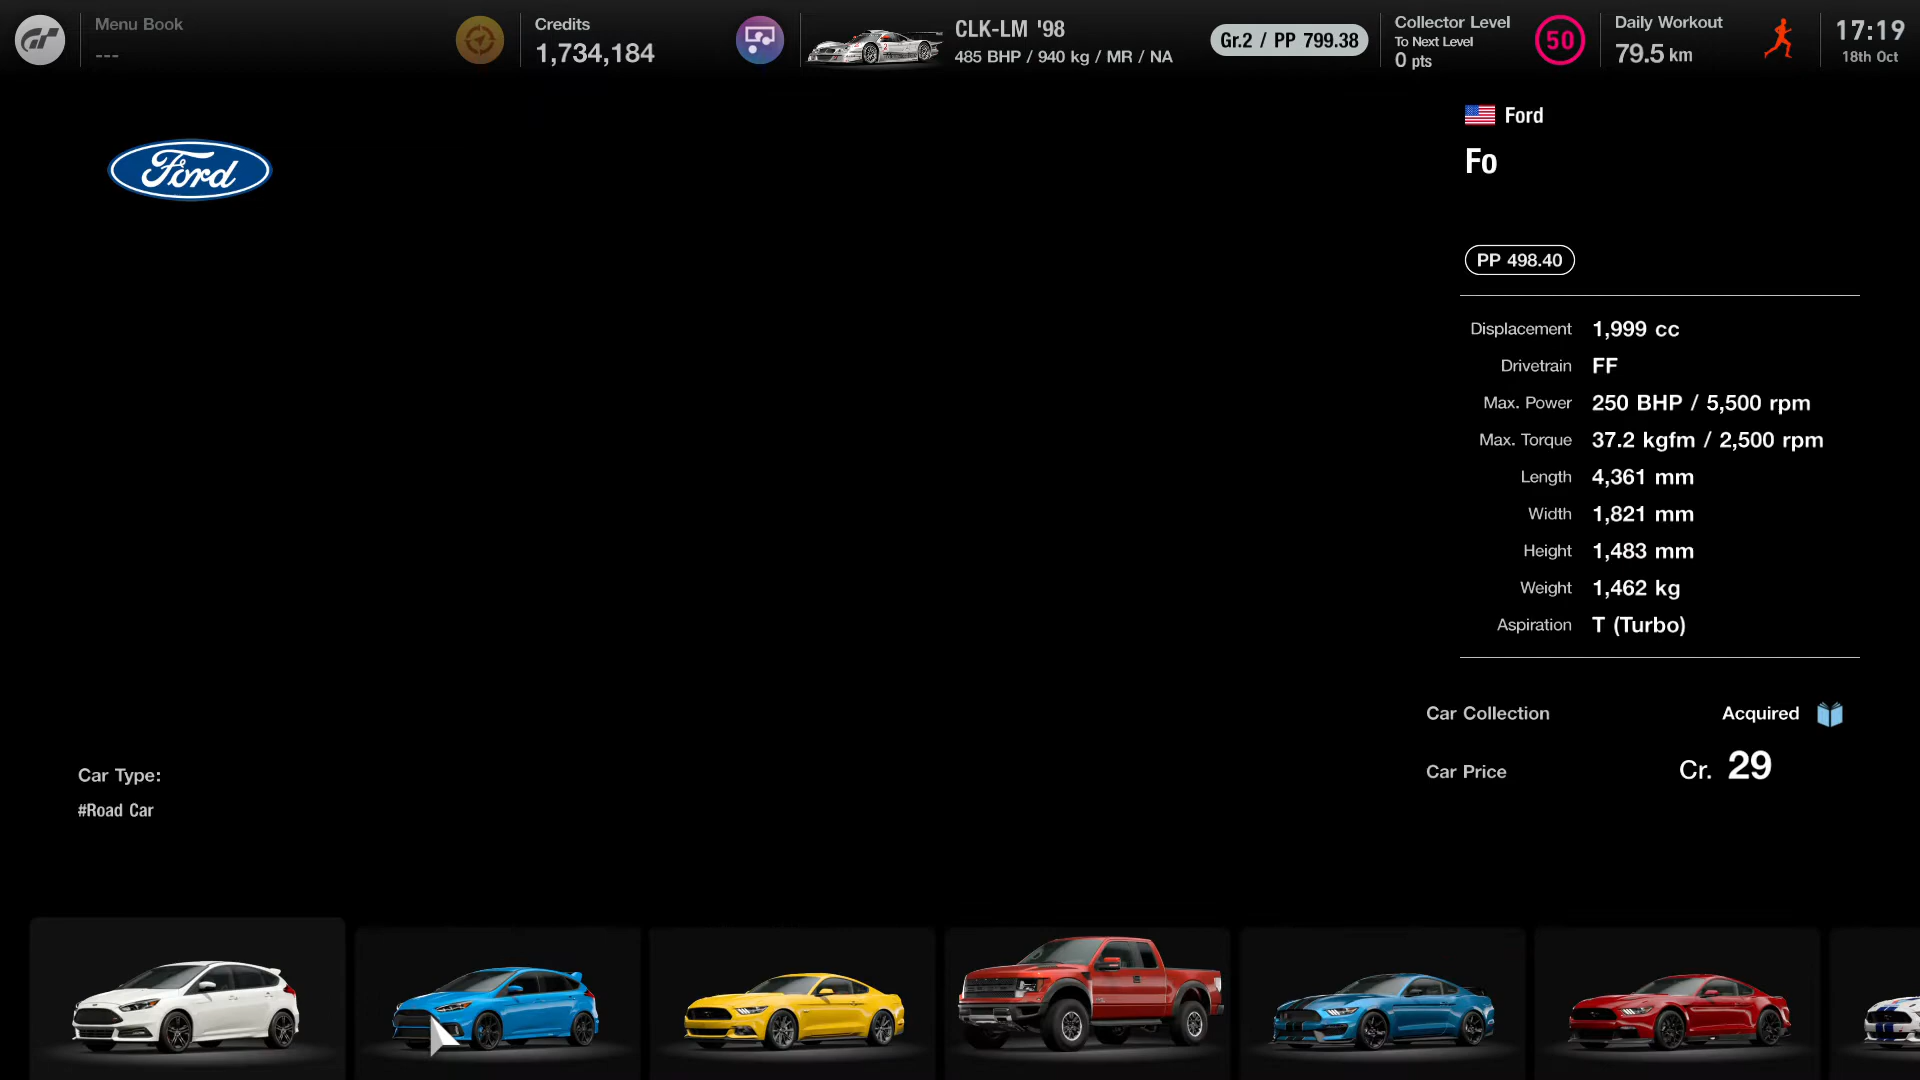 Menu Book
---
Credits
1,734,184
CLK-LM '98
485 BHP / 940 kg / MR / NA
Gr.2 / PP 799.38
Collector Level
To Next Level
0 pts
50
Daily Workout
79.5 km
17:19
18th Oct
Ford
Ford
Fo
PP 498.40
Displacement 1,999 cc
Drivetrain FF
Max. Power 250 BHP / 5,500 rpm
Max. Torque 37.2 kgfm / 2,500 rpm
Length 4,361 mm
Width 1,821 mm
Height 1,483 mm
Weight 1,462 kg
Aspiration T (Turbo)
Car Collection Acquired
Car Price Cr. 29
Car Type:
#Road Car